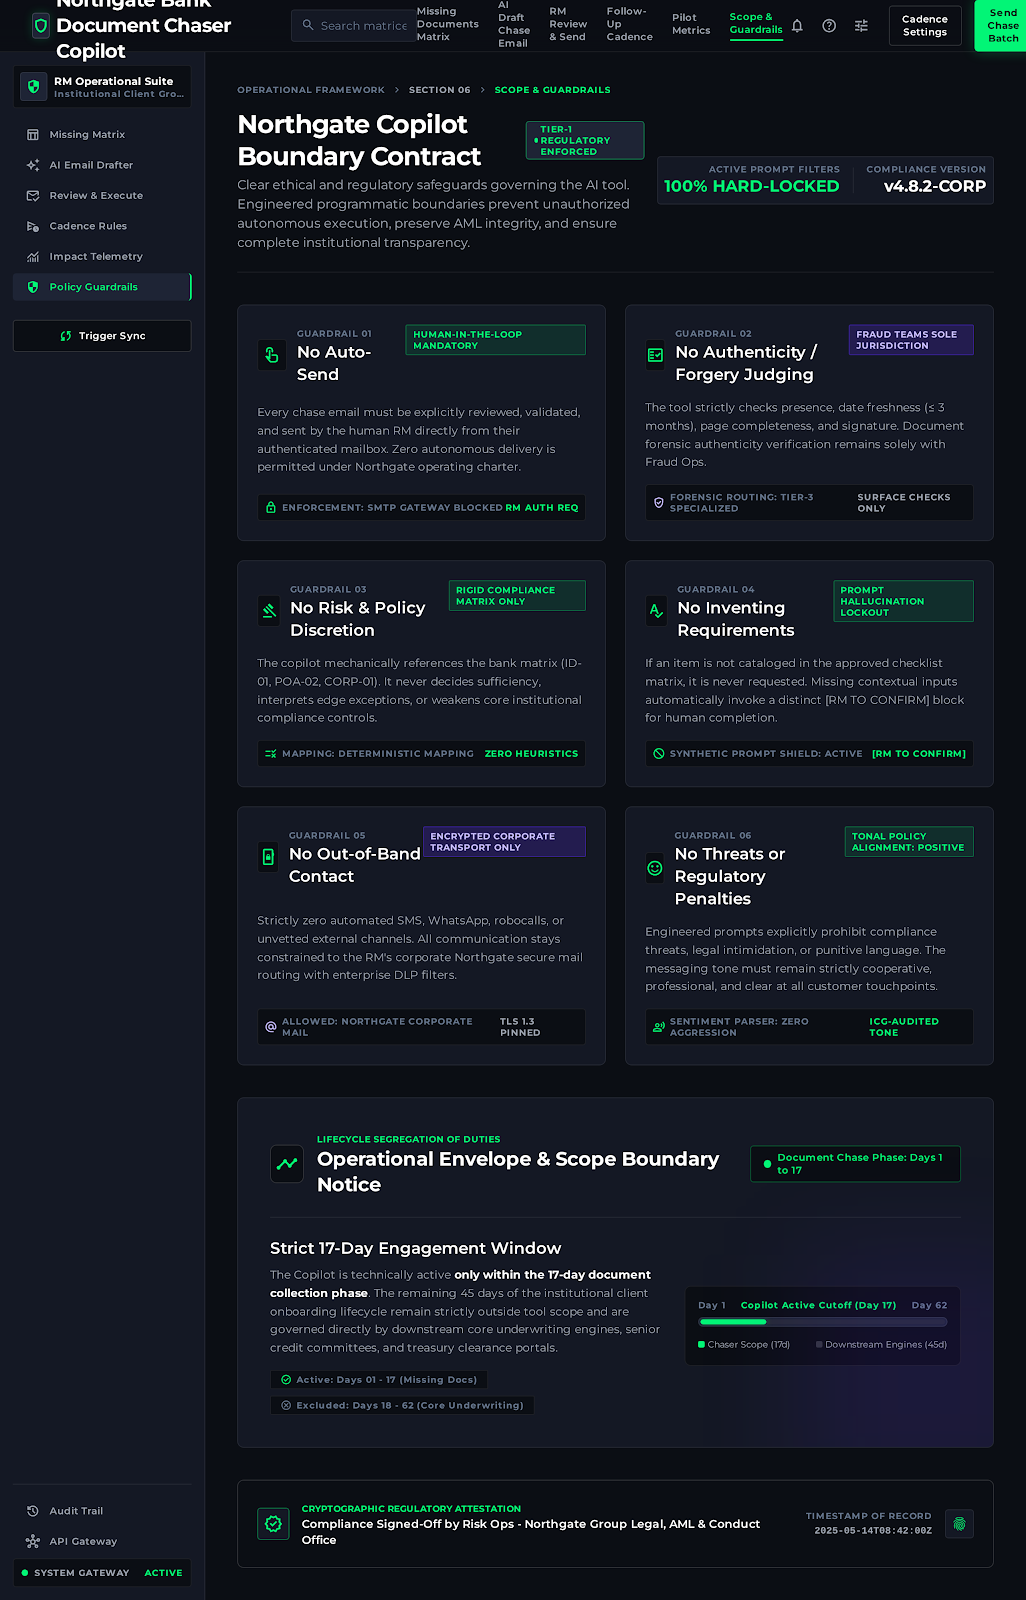 Northgate Bank
Document Chaser
Copilot
Search matrice
Missing
Documents
Matrix
AI
Draft
Chase
Email
RM
Review
& Send
Follow-
Up
Cadence
Pilot
Metrics
Scope &
Guardrails
Cadence
Settings
Send
Chase
Batch
RM Operational Suite
Institutional Client Gro...
Missing Matrix
AI Email Drafter
Review & Execute
Cadence Rules
Impact Telemetry
Policy Guardrails
Trigger Sync
OPERATIONAL FRAMEWORK > SECTION 06 > SCOPE & GUARDRAILS
Northgate Copilot
Boundary Contract
TIER-1
REGULATORY
ENFORCED
Clear ethical and regulatory safeguards governing the AI tool.
Engineered programmatic boundaries prevent unauthorized
autonomous execution, preserve AML integrity, and ensure
complete institutional transparency.
ACTIVE PROMPT FILTERS
100% HARD-LOCKED
COMPLIANCE VERSION
v4.8.2-CORP
GUARDRAIL 01
No Auto-
Send
HUMAN-IN-THE-LOOP
MANDATORY
Every chase email must be explicitly reviewed, validated,
and sent by the human RM directly from their
authenticated mailbox. Zero autonomous delivery is
permitted under Northgate operating charter.
ENFORCEMENT: SMTP GATEWAY BLOCKED RM AUTH REQ
GUARDRAIL 02
No Authenticity /
Forgery Judging
FRAUD TEAMS SOLE
JURISDICTION
The tool strictly checks presence, date freshness (≤ 3
months), page completeness, and signature. Document
forensic authenticity verification remains solely with
Fraud Ops.
FORENSIC ROUTING: TIER-3
SPECIALIZED
SURFACE CHECKS
ONLY
GUARDRAIL 03
No Risk & Policy
Discretion
RIGID COMPLIANCE
MATRIX ONLY
The copilot mechanically references the bank matrix (ID-
01, POA-02, CORP-01). It never decides sufficiency,
interprets edge exceptions, or weakens core institutional
compliance controls.
MAPPING: DETERMINISTIC MAPPING ZERO HEURISTICS
GUARDRAIL 04
No Inventing
Requirements
PROMPT
HALLUCINATION
LOCKOUT
If an item is not cataloged in the approved checklist
matrix, it is never requested. Missing contextual inputs
automatically invoke a distinct [RM TO CONFIRM] block
for human completion.
SYNTHETIC PROMPT SHIELD: ACTIVE [RM TO CONFIRM]
GUARDRAIL 05
No Out-of-Band
Contact
ENCRYPTED CORPORATE
TRANSPORT ONLY
Strictly zero automated SMS, WhatsApp, robocalls, or
unvetted external channels. All communication stays
constrained to the RM's corporate Northgate secure mail
routing with enterprise DLP filters.
ALLOWED: NORTHGATE CORPORATE
MAIL
TLS 1.3
PINNED
GUARDRAIL 06
No Threats or
Regulatory
Penalties
TONAL POLICY
ALIGNMENT: POSITIVE
Engineered prompts explicitly prohibit compliance
threats, legal intimidation, or punitive language. The
messaging tone must remain strictly cooperative,
professional, and clear at all customer touchpoints.
SENTIMENT PARSER: ZERO
AGGRESSION
ICG-AUDITED
TONE
LIFECYCLE SEGREGATION OF DUTIES
Operational Envelope & Scope Boundary
Notice
Document Chase Phase: Days 1
to 17
Strict 17-Day Engagement Window
The Copilot is technically active only within the 17-day document
collection phase. The remaining 45 days of the institutional client
onboarding lifecycle remain strictly outside tool scope and are
governed directly by downstream core underwriting engines, senior
credit committees, and treasury clearance portals.
Active: Days 01 - 17 (Missing Docs)
Excluded: Days 18 - 62 (Core Underwriting)
Day 1 Copilot Active Cutoff (Day 17) Day 62
Chaser Scope (17d) Downstream Engines (45d)
CRYPTOGRAPHIC REGULATORY ATTESTATION
Compliance Signed-Off by Risk Ops - Northgate Group Legal, AML & Conduct
Office
TIMESTAMP OF RECORD
2025-05-14T08:42:00Z
Audit Trail
API Gateway
SYSTEM GATEWAY ACTIVE